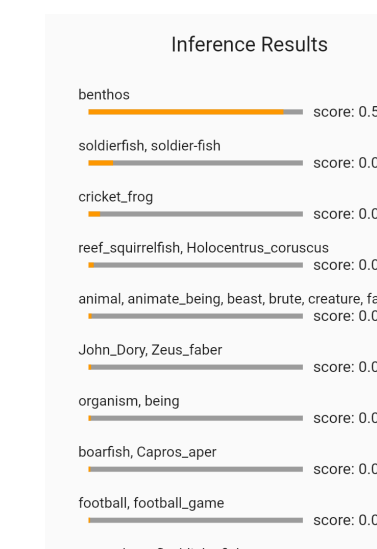 Inference Results
benthos
score: 0.5
soldierfish, soldier-fish
score: 0.0
cricket_frog
score: 0.0
reef_squirrelfish, Holocentrus_coruscus
score: 0.0
animal, animate_being, beast, brute, creature, fa
score: 0.0
John_Dory, Zeus_faber
score: 0.0
organism, being
score: 0.0
boarfish, Capros_aper
score: 0.0
football, football_game
score: 0.0